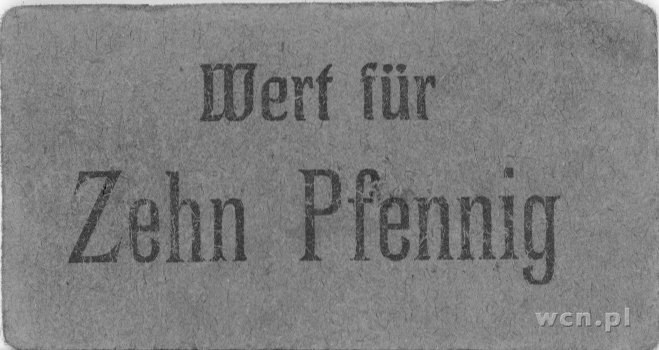 Wert für
Zehn Pfennig
wcn.pl